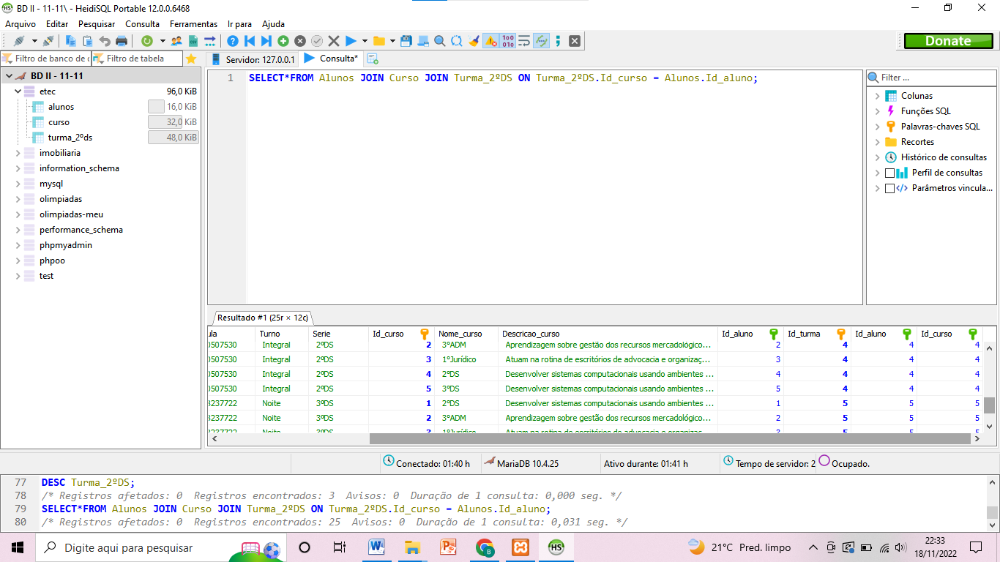 BD II - 11-11\ - HeidiSQL Portable 12.0.0.6468
Arquivo Editar Pesquisar Consulta Ferramentas Ir para Ajuda
Donate
Filtro de banco de d Filtro de tabela
Servidor: 127.0.0.1 Consulta*
BD II - 11-11
etec 96,0 KiB
alunos 16,0 KiB
curso 32,0 KiB
turma_2ºds 48,0 KiB
imobiliaria
information_schema
mysql
olimpiadas
olimpiadas-meu
performance_schema
phpmyadmin
phpoo
test
1 SELECT*FROM Alunos JOIN Curso JOIN Turma_2ºDS ON Turma_2ºDS.Id_curso = Alunos.Id_aluno;
Filter ...
Colunas
Funções SQL
Palavras-chaves SQL
Recortes
Histórico de consultas
Perfil de consultas
Parâmetros vincula...
Resultado #1 (25r × 12c)
ula Turno Serie Id_curso Nome_curso Descricao_curso Id_aluno Id_turma Id_aluno Id_curso
0507530 Integral 2ºDS 2 3ºADM Aprendizagem sobre gestão dos recursos mercadológico... 2 4 4 4
0507530 Integral 2ºDS 3 1ºJurídico Atuam na rotina de escritórios de advocacia e organizaç... 3 4 4 4
0507530 Integral 2ºDS 4 2ºDS Desenvolver sistemas computacionais usando ambientes ... 4 4 4 4
0507530 Integral 2ºDS 5 3ºDS Desenvolver sistemas computacionais usando ambientes ... 5 4 4 4
3237722 Noite 3ºDS 1 2ºDS Desenvolver sistemas computacionais usando ambientes ... 1 5 5 5
3237722 Noite 3ºDS 2 3ºADM Aprendizagem sobre gestão dos recursos mercadológico... 2 5 5 5
3237722 Noite 3ºDS 3 1ºJurídico Atuam na rotina de escritórios de advocacia e organizaç... 3 5 5 5
Conectado: 01:40 h MariaDB 10.4.25 Ativo durante: 01:41 h Tempo de servidor: 2 Ocupado.
77 DESC Turma_2ºDS;
78 /* Registros afetados: 0 Registros encontrados: 3 Avisos: 0 Duração de 1 consulta: 0,000 seg. */
79 SELECT*FROM Alunos JOIN Curso JOIN Turma_2ºDS ON Turma_2ºDS.Id_curso = Alunos.Id_aluno;
80 /* Registros afetados: 0 Registros encontrados: 25 Avisos: 0 Duração de 1 consulta: 0,031 seg. */
Digite aqui para pesquisar
21°C Pred. limpo
22:33
18/11/2022